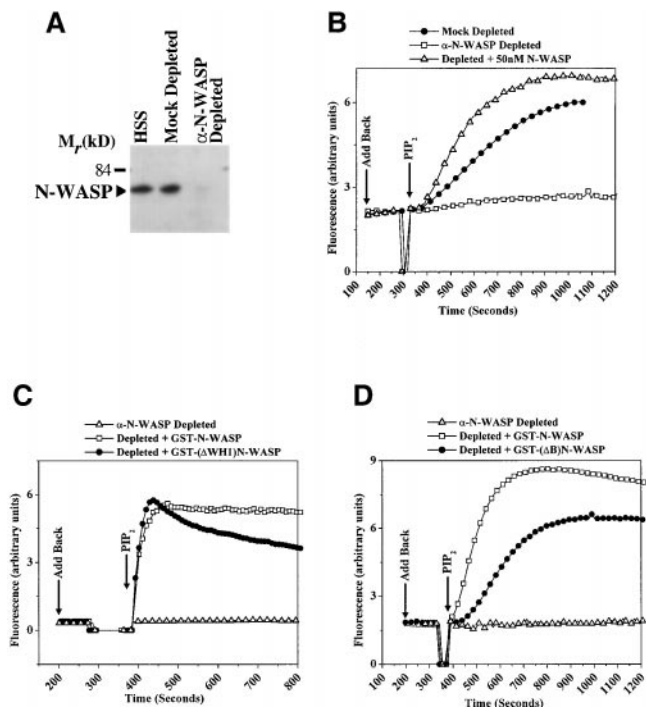 A
HSS
Mock Depleted
α-N-WASP
Depleted
Mr(kD)
84
N-WASP
B
Mock Depleted
α-N-WASP Depleted
Depleted + 50nM N-WASP
Fluorescence (arbitrary units)
6
3
0
Add Back
PIP2
100 200 300 400 500 600 700 800 900 1000 1100 1200
Time (Seconds)
C
α-N-WASP Depleted
Depleted + GST-N-WASP
Depleted + GST-(ΔWH1)N-WASP
Fluorescence (arbitrary units)
6
3
0
Add Back
PIP2
200 300 400 500 600 700 800
Time (Seconds)
D
α-N-WASP Depleted
Depleted + GST-N-WASP
Depleted + GST-(ΔB)N-WASP
Fluorescence (arbitrary units)
9
6
3
0
Add Back
PIP2
100 200 300 400 500 600 700 800 900 1000 1100 1200
Time (Seconds)